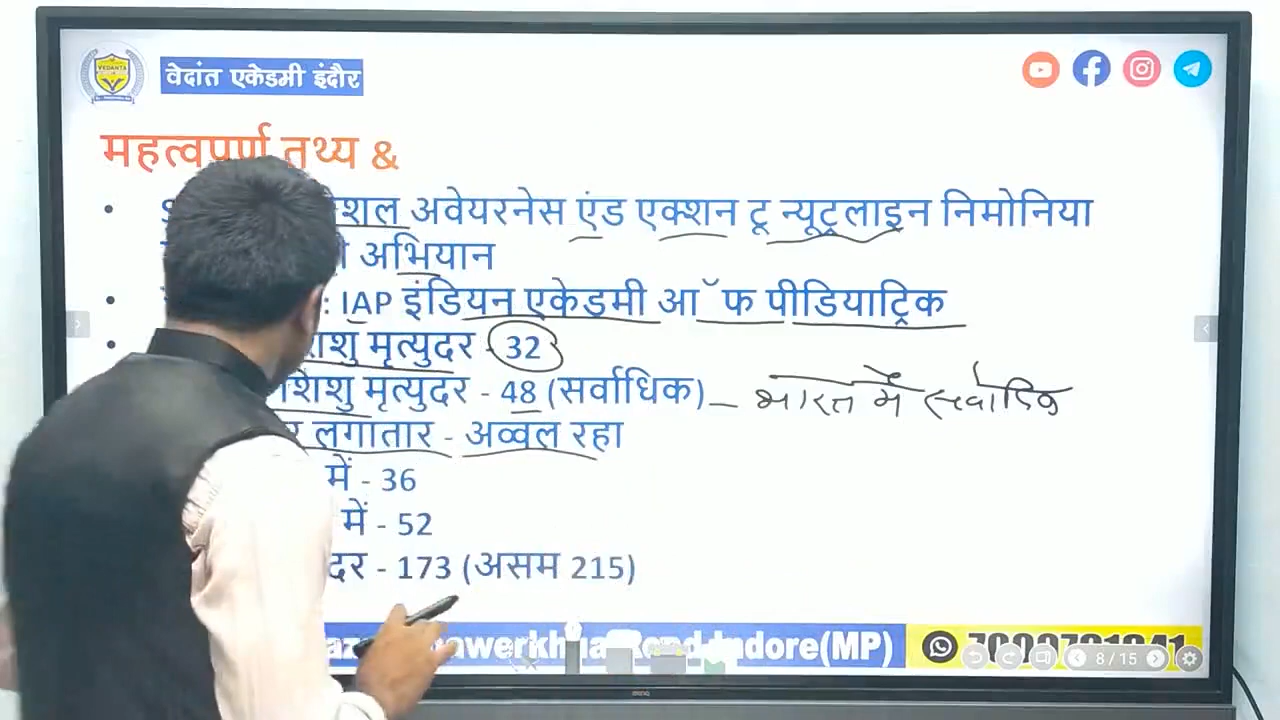 VEDANTA
वेदांत एकेडमी इंदौर
महत्वपूर्ण तथ्य &
अवेयरनेस एंड एक्शन टू न्यूट्रलाइन निमोनिया
अभियान
: IAP इंडियन एकेडमी आॅफ पीडियाट्रिक
मृत्युदर - 32
शिशु मृत्युदर - 48 (सर्वाधिक) – भारत में सर्वाधिक
लगातार - अव्वल रहा
में - 36
में - 52
दर - 173 (असम 215)
Indore(MP)
8 / 15